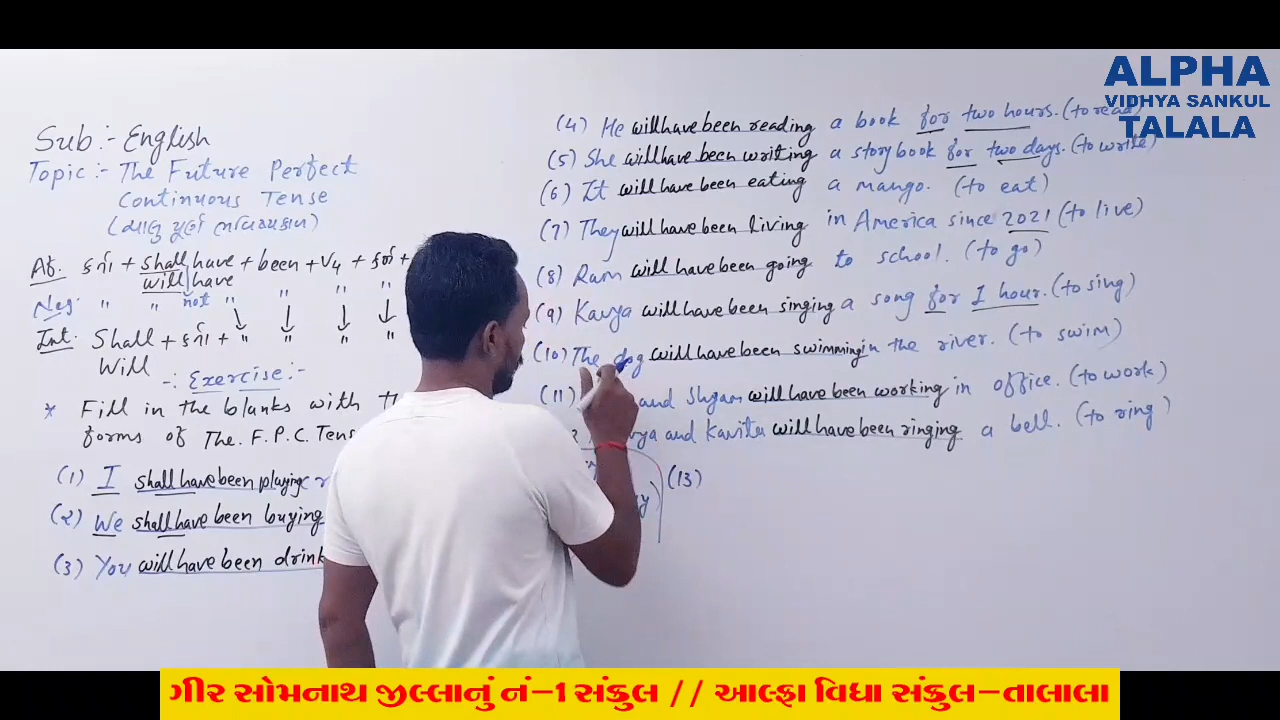 ALPHA
VIDHYA SANKUL
TALALA
Sub :- English
Topic :- The Future Perfect
Continuous Tense
(ચાલુ પૂર્ણ ભવિષ્યકાળ)
Af. કર્તા + shall have + been + V4 + કર્મ +
will have
Neg: " " not " " " "
Int: Shall + કર્તા + " " " "
Will
-: Exercise :-
* Fill in the blanks with
forms of The. F.P.C. Tens
(1) I shall have been playing
(2) We shall have been buying
(3) You will have been drink
(4) He will have been reading a book for two hours. (to read)
(5) She will have been writing a story book for two days. (to write)
(6) It will have been eating a mango. (to eat)
(7) They will have been living in America since 2021 (to live)
(8) Ram will have been going to school. (to go)
(9) Kavya will have been singing a song for 1 hour. (to sing)
(10) The dog will have been swimming in the river. (to swim)
(11) and Shyam will have been working in office. (to work)
and Kavita will have been ringing a bell. (to ring)
(13)
ગીર સોમનાથ જીલ્લાનું નં-1 સંકુલ // આલ્ફા વિધા સંકુલ-તાલાલા